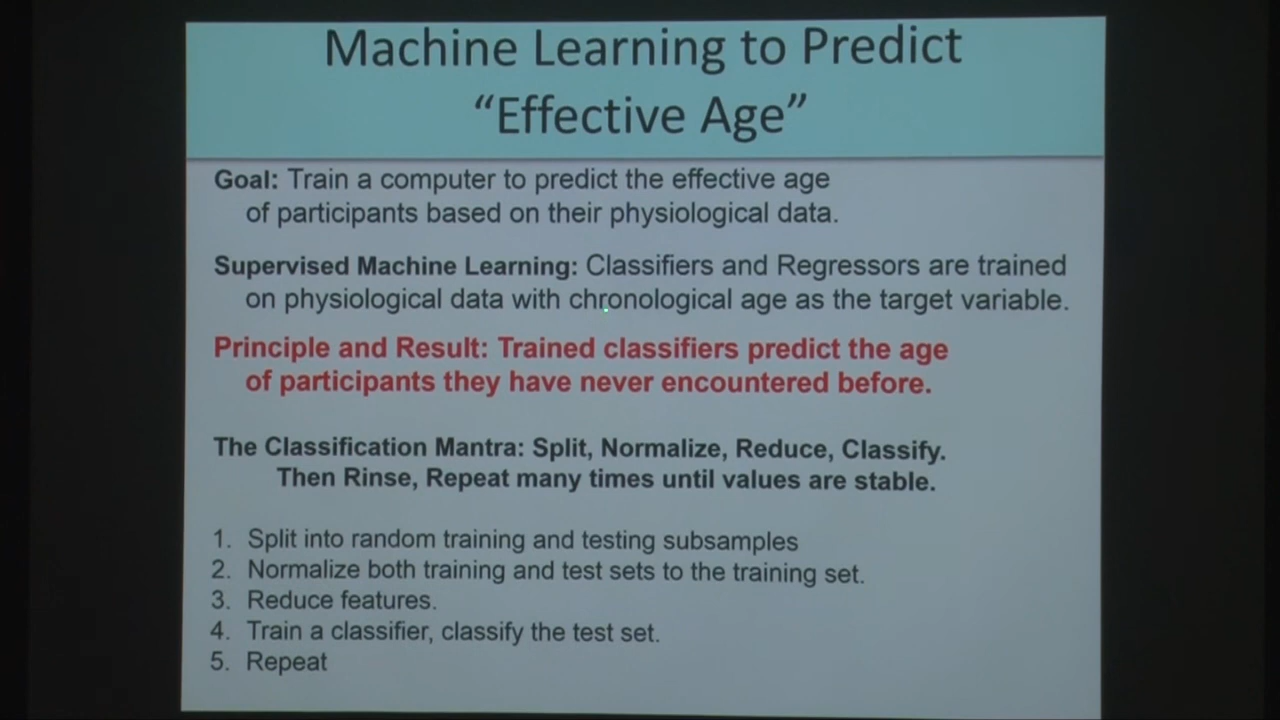 Machine Learning to Predict
“Effective Age”
Goal: Train a computer to predict the effective age
of participants based on their physiological data.
Supervised Machine Learning: Classifiers and Regressors are trained
on physiological data with chronological age as the target variable.
Principle and Result: Trained classifiers predict the age
of participants they have never encountered before.
The Classification Mantra: Split, Normalize, Reduce, Classify.
Then Rinse, Repeat many times until values are stable.
1. Split into random training and testing subsamples
2. Normalize both training and test sets to the training set.
3. Reduce features.
4. Train a classifier, classify the test set.
5. Repeat